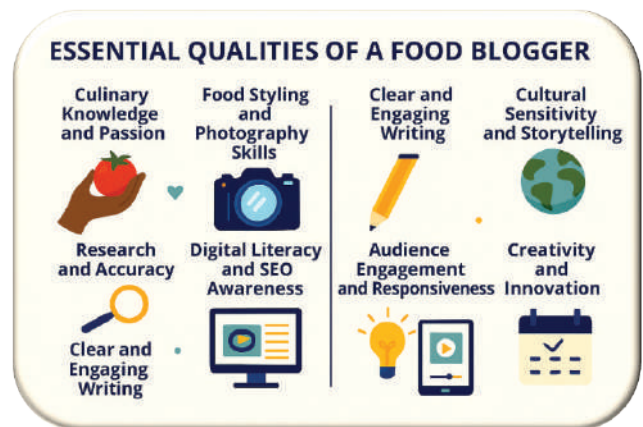 ESSENTIAL QUALITIES OF A FOOD BLOGGER
Culinary
Knowledge
and Passion
Food Styling
and
Photography
Skills
Clear and
Engaging
Writing
Cultural
Sensitivity
and Storytelling
Research
and Accuracy
Digital Literacy
and SEO
Awareness
Audience
Engagement
and Responsiveness
Creativity
and
Innovation
Clear and
Engaging
Writing